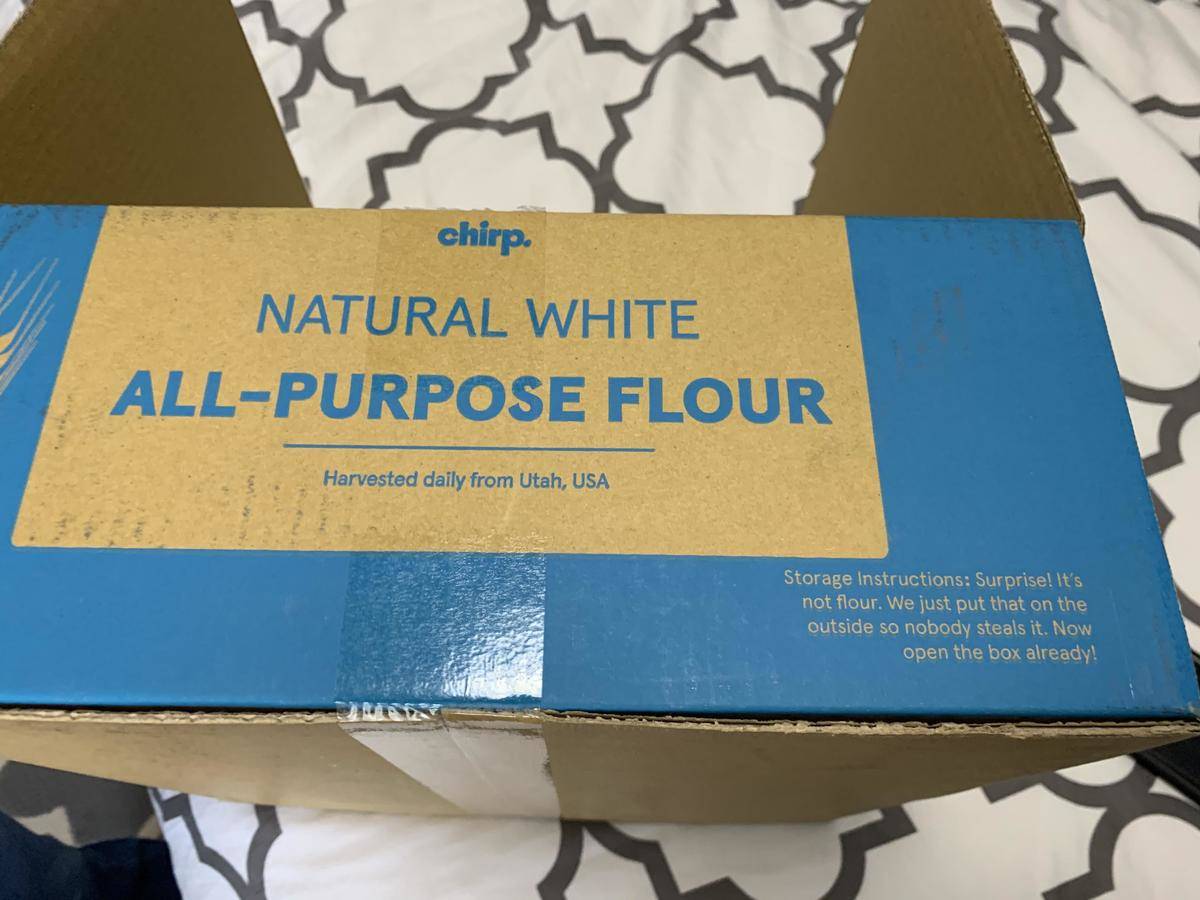 chirp.
NATURAL WHITE
ALL-PURPOSE FLOUR
Harvested daily from Utah, USA
Storage Instructions: Surprise! It's
not flour. We just put that on the
outside so nobody steals it. Now
open the box already!